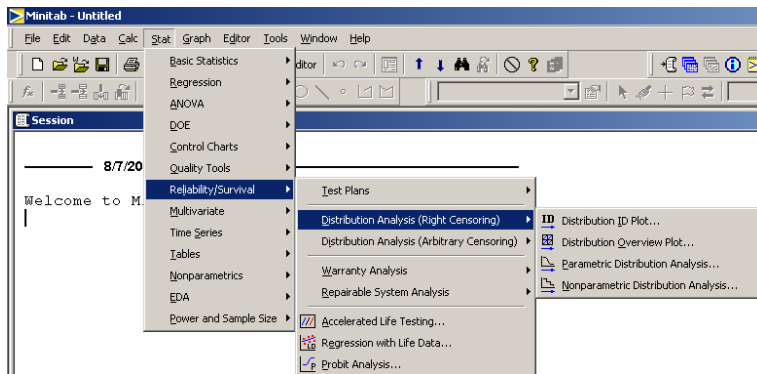 Minitab - Untitled
File Edit Data Calc Stat Graph Editor Tools Window Help
ditor
Session
8/7/20
Welcome to M
Basic Statistics
Regression
ANOVA
DOE
Control Charts
Quality Tools
Reliability/Survival
Multivariate
Time Series
Tables
Nonparametrics
EDA
Power and Sample Size
Test Plans
Distribution Analysis (Right Censoring)
Distribution Analysis (Arbitrary Censoring)
Warranty Analysis
Repairable System Analysis
Accelerated Life Testing...
Regression with Life Data...
Probit Analysis...
ID Distribution ID Plot...
Distribution Overview Plot...
Parametric Distribution Analysis...
Nonparametric Distribution Analysis...